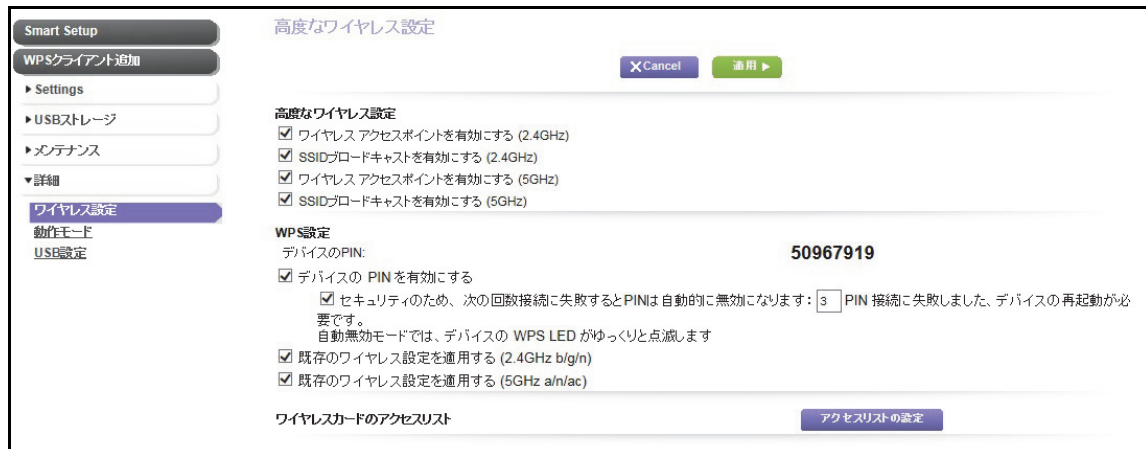 Smart Setup
WPSクライアント追加
Settings
USBストレージ
メンテナンス
詳細
ワイヤレス設定
動作モード
USB設定
高度なワイヤレス設定
Cancel 適用
高度なワイヤレス設定
ワイヤレス アクセスポイントを有効にする (2.4GHz)
SSIDブロードキャストを有効にする (2.4GHz)
ワイヤレス アクセスポイントを有効にする (5GHz)
SSIDブロードキャストを有効にする (5GHz)
WPS設定
デバイスのPIN: 50967919
デバイスの PIN を有効にする
セキュリティのため、次の回数接続に失敗するとPINは自動的に無効になります: 3 PIN 接続に失敗しました、デバイスの再起動が必
要です。
自動無効モードでは、デバイスの WPS LED がゆっくりと点滅します
既存のワイヤレス設定を適用する (2.4GHz b/g/n)
既存のワイヤレス設定を適用する (5GHz a/n/ac)
ワイヤレスカードのアクセスリスト アクセスリストの設定